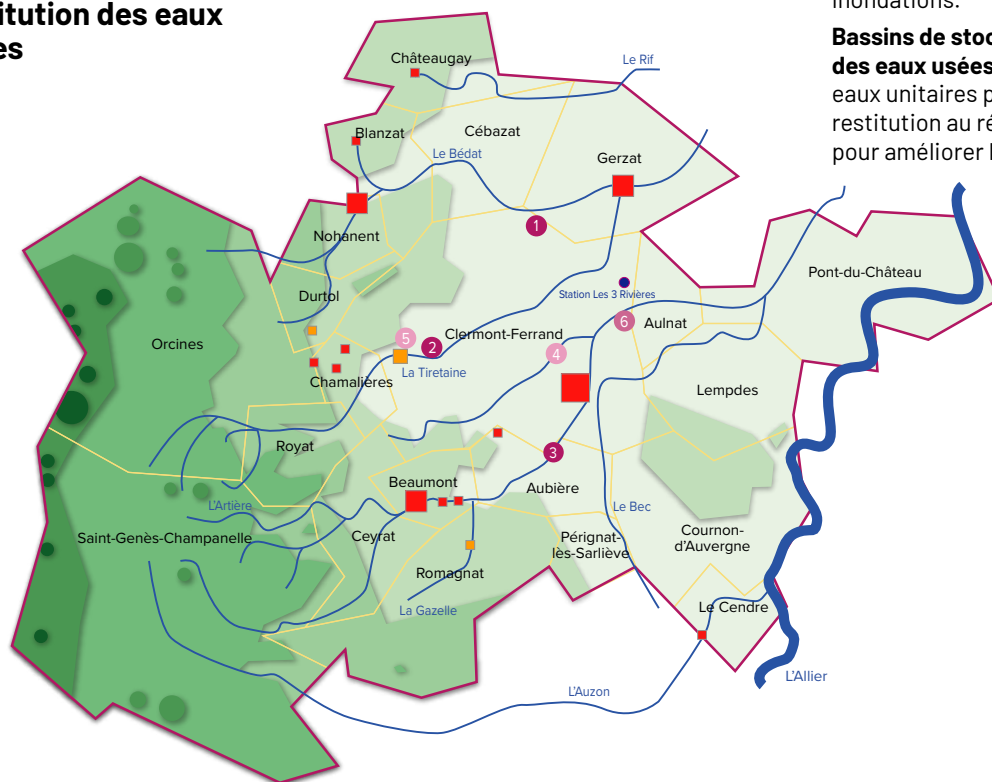 itution des eaux
es
inondations.
Bassins de stoc
des eaux usées
eaux unitaires p
restitution au ré
pour améliorer l
Châteaugay
Le Rif
Blanzat
Cébazat
Le Bédat
Gerzat
1
Nohanent
Pont-du-Château
Durtol
Station Les 3 Rivières
Orcines
5
2
Clermont-Ferrand
6
Aulnat
4
La Tiretaine
Chamalières
Lempdes
Royat
3
Beaumont
Aubière
L'Artière
Le Bec
Saint-Genès-Champanelle
Ceyrat
Pérignat-
lès-Sarliève
Cournon-
d'Auvergne
Romagnat
La Gazelle
Le Cendre
L'Auzon
L'Allier